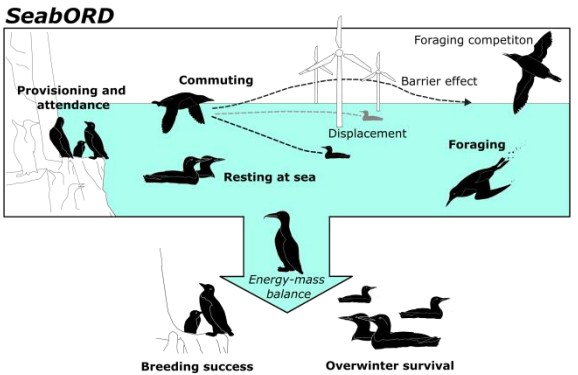 SeabORD
Foraging competiton
Commuting
Barrier effect
Provisioning and
attendance
Displacement
Foraging
Resting at sea
Energy-mass
balance
Breeding success
Overwinter survival